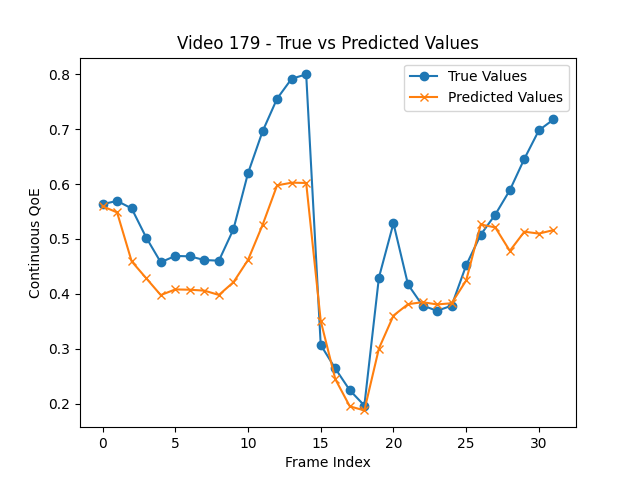 Video 179 - True vs Predicted Values
True Values
Predicted Values
Continuous QoE
0.8
0.7
0.6
0.5
0.4
0.3
0.2
0 5 10 15 20 25 30
Frame Index